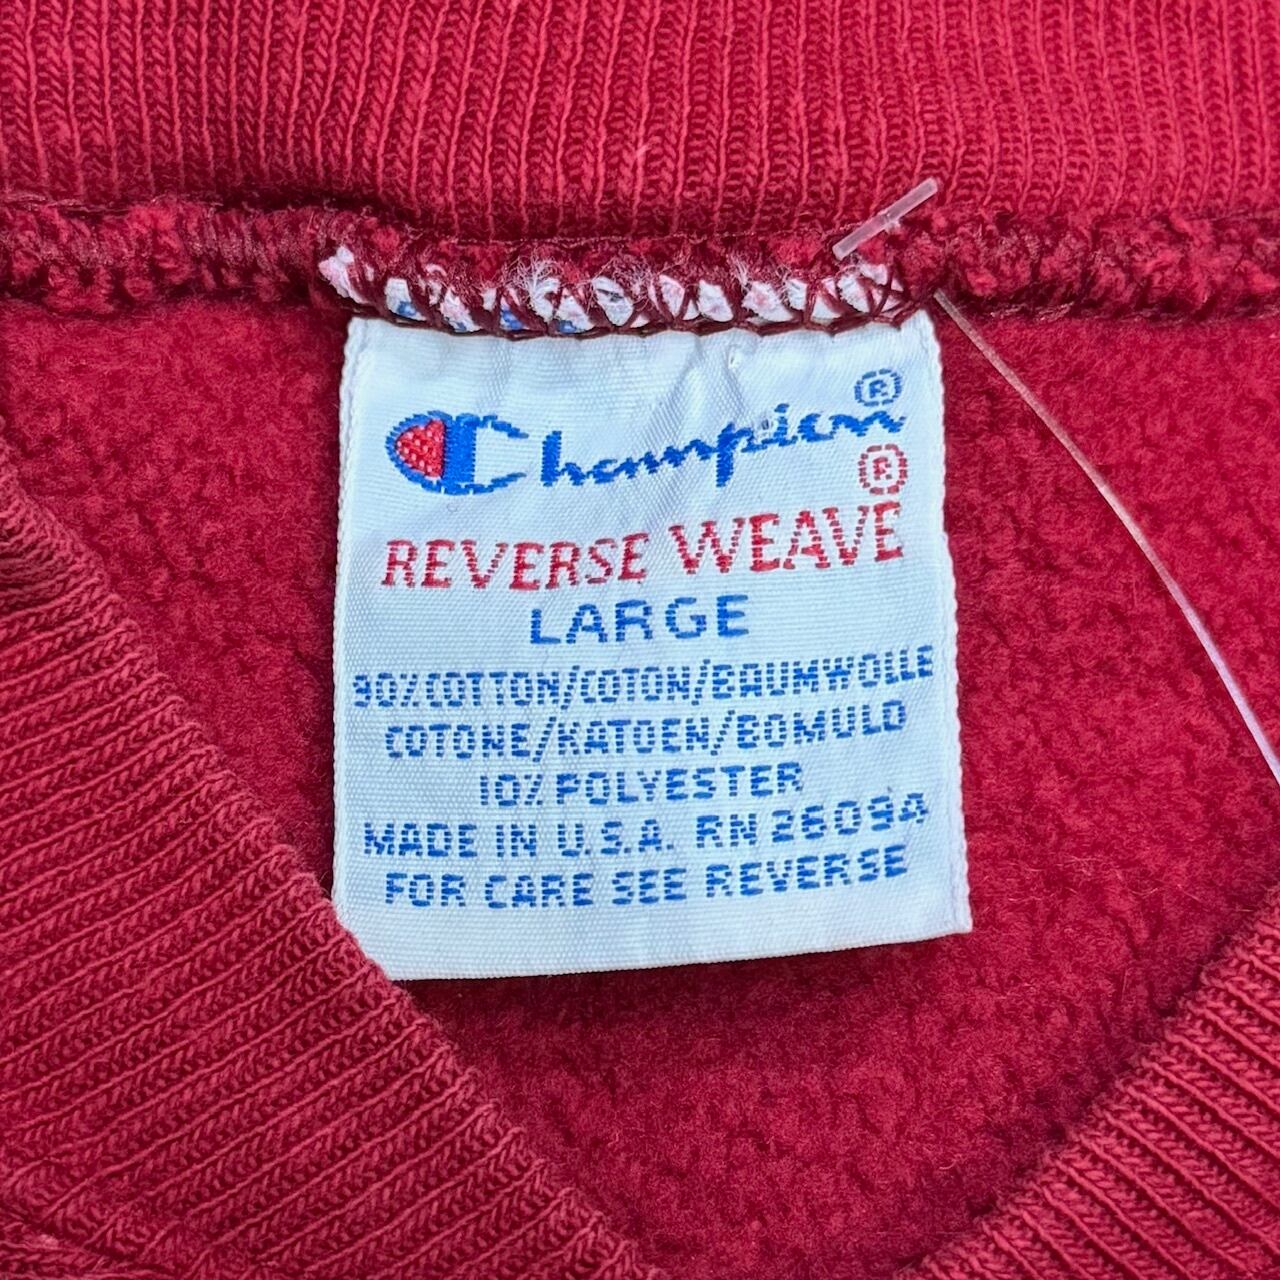 Champion®
REVERSE WEAVE®
LARGE
90% COTTON/COTON/BAUMWOLLE
COTONE/KATOEN/BOMULD
10% POLYESTER
MADE IN U.S.A. RN 26094
FOR CARE SEE REVERSE